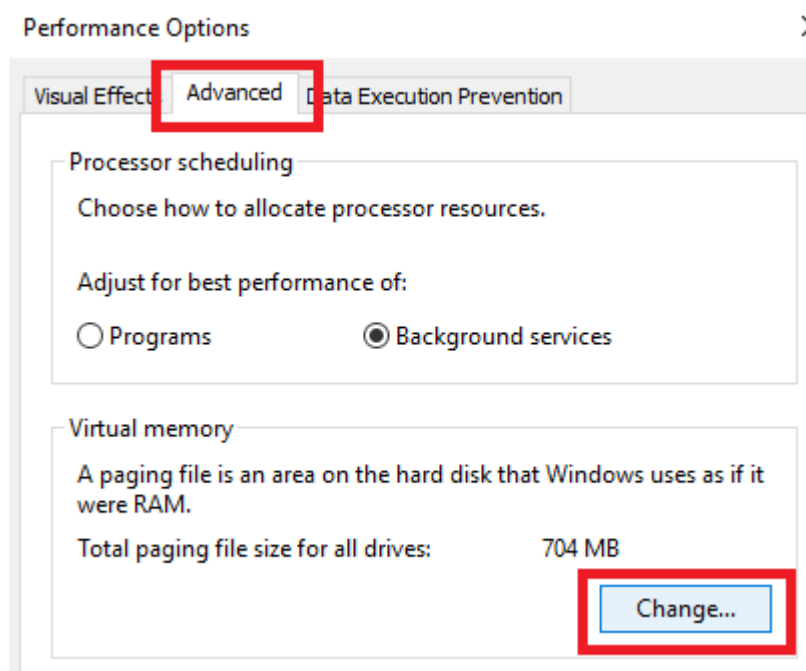 Performance Options
Visual Effects Advanced Data Execution Prevention
Processor scheduling
Choose how to allocate processor resources.
Adjust for best performance of:
Programs Background services
Virtual memory
A paging file is an area on the hard disk that Windows uses as if it
were RAM.
Total paging file size for all drives: 704 MB
Change...